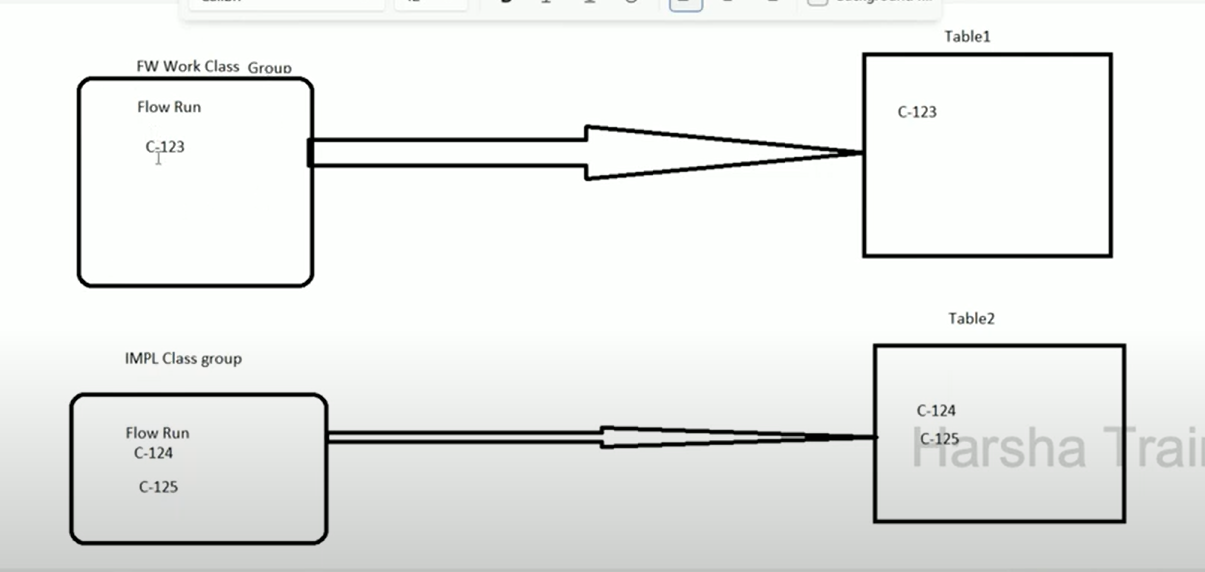 Table1
FW Work Class Group
Flow Run
C-123
C-123
Table2
IMPL Class group
Flow Run
C-124
C-125
C-124
C-125
Harsha Trai